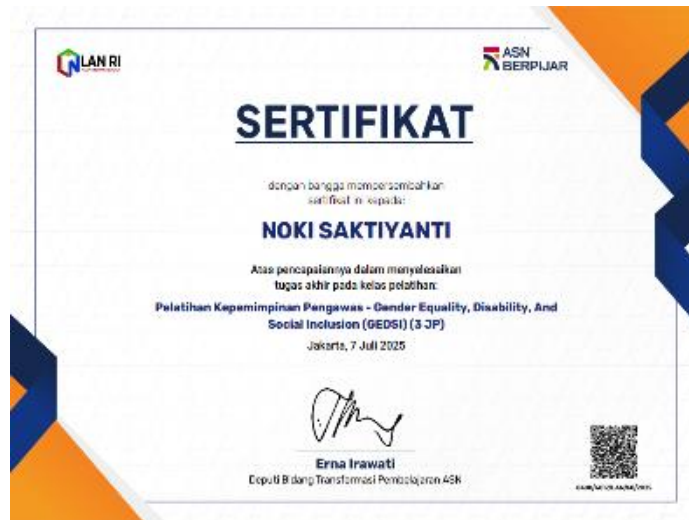 LAN RI
ASN
BERPIJAR
SERTIFIKAT
dengan bangga mempersembahkan
sertifikat ini kepada:
NOKI SAKTIYANTI
Atas pencapaiannya dalam menyelesaikan
tugas akhir pada kelas pelatihan:
Pelatihan Kepemimpinan Pengawas - Gender Equality, Disability, And
Social Inclusion (GEDSI) (3 JP)
Jakarta, 7 Juli 2025
Erna Irawati
Deputi Bidang Transformasi Pembelajaran ASN